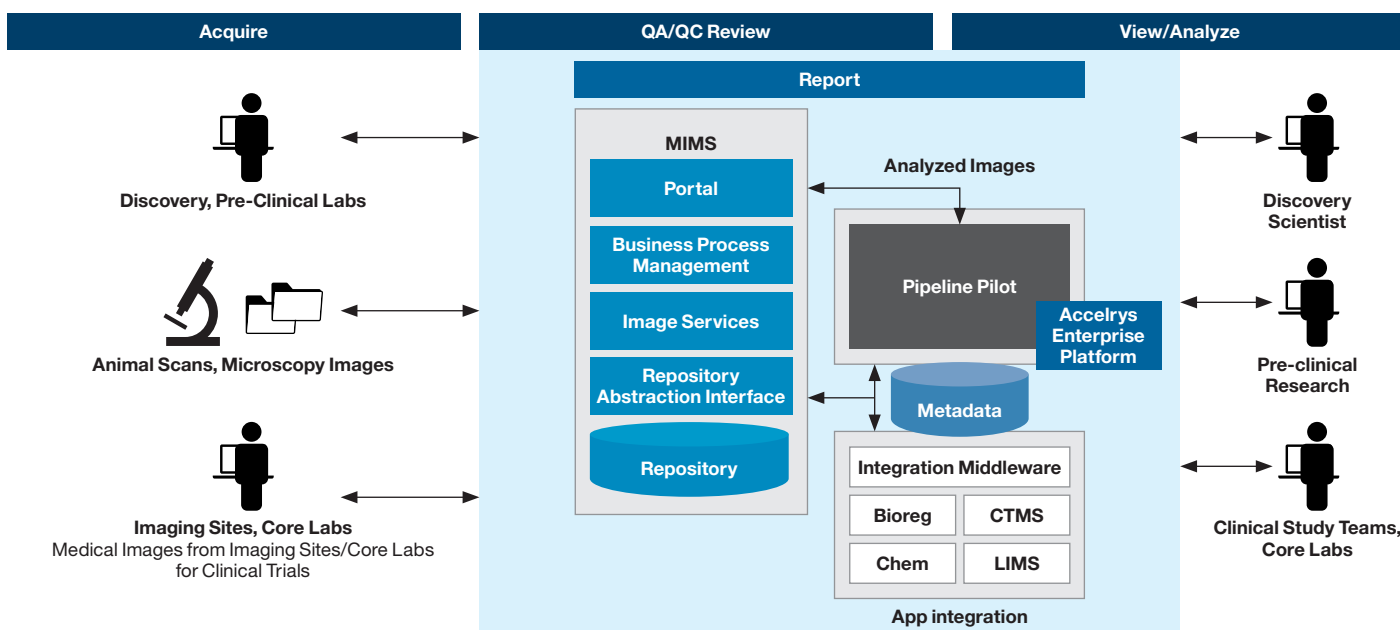 Acquire
QA/QC Review
View/Analyze
Report
Discovery, Pre-Clinical Labs
Animal Scans, Microscopy Images
Imaging Sites, Core Labs
Medical Images from Imaging Sites/Core Labs
for Clinical Trials
MIMS
Portal
Business Process
Management
Image Services
Repository
Abstraction Interface
Repository
Analyzed Images
Pipeline Pilot
Accelrys
Enterprise
Platform
Metadata
Integration Middleware
Bioreg
CTMS
Chem
LIMS
App integration
Discovery
Scientist
Pre-clinical
Research
Clinical Study Teams,
Core Labs